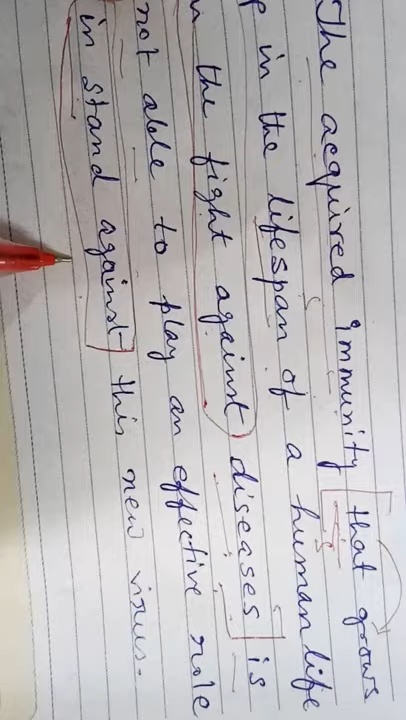 The acquired immunity that grows
p in the lifespan of a human life
in the fight against diseases is
not able to play an effective role
in stand against this new virus.